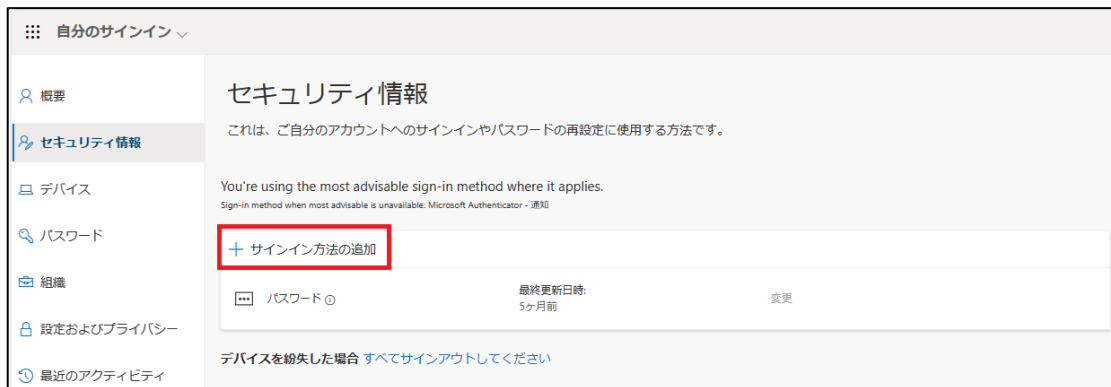 自分のサインイン
概要
セキュリティ情報
デバイス
パスワード
組織
設定およびプライバシー
最近のアクティビティ
セキュリティ情報
これは、ご自分のアカウントへのサインインやパスワードの再設定に使用する方法です。
You're using the most advisable sign-in method where it applies.
Sign-in method when most advisable is unavailable: Microsoft Authenticator - 通知
+ サインイン方法の追加
パスワード
最終更新日時:
5ヶ月前
変更
デバイスを紛失した場合 すべてサインアウトしてください